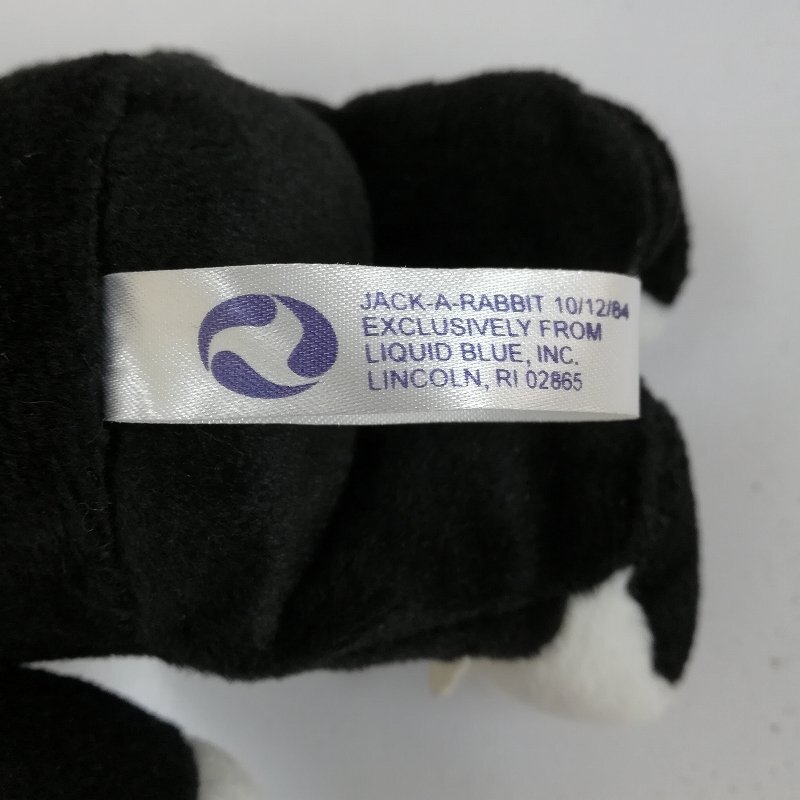 JACK-A-RABBIT 10/12/84
EXCLUSIVELY FROM
LIQUID BLUE, INC.
LINCOLN, RI 02865